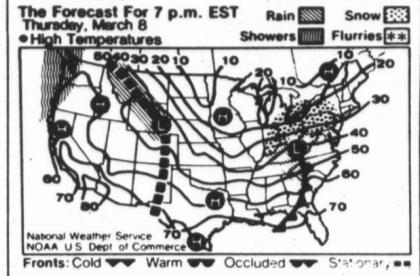 The Forecast For 7 p.m. EST
Thursday, March 8
High Temperatures
Rain Snow
Showers Flurries
60 40 30 20 10 10 20 10 10 20
30
40
50
60
60
70
80
70
70
70
H H H H H H H
L L
National Weather Service
NOAA U S Dept of Commerce
Fronts: Cold Warm Occluded Stationary